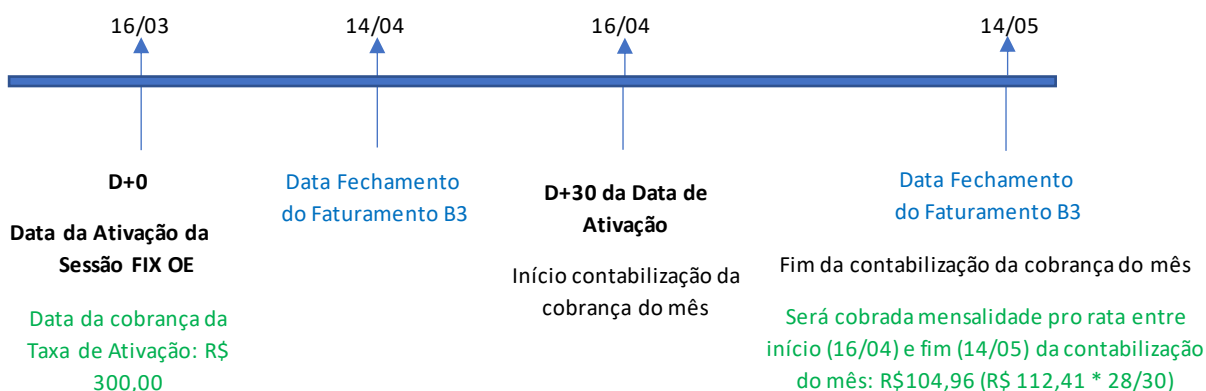 16/03
14/04
16/04
14/05
D+0
Data da Ativação da
Sessão FIX OE
Data da cobrança da
Taxa de Ativação: R$
300,00
Data Fechamento
do Faturamento B3
D+30 da Data de
Ativação
Início contabilização da
cobrança do mês
Data Fechamento
do Faturamento B3
Fim da contabilização da cobrança do mês
Será cobrada mensalidade pro rata entre
início (16/04) e fim (14/05) da contabilização
do mês: R$104,96 (R$ 112,41 * 28/30)